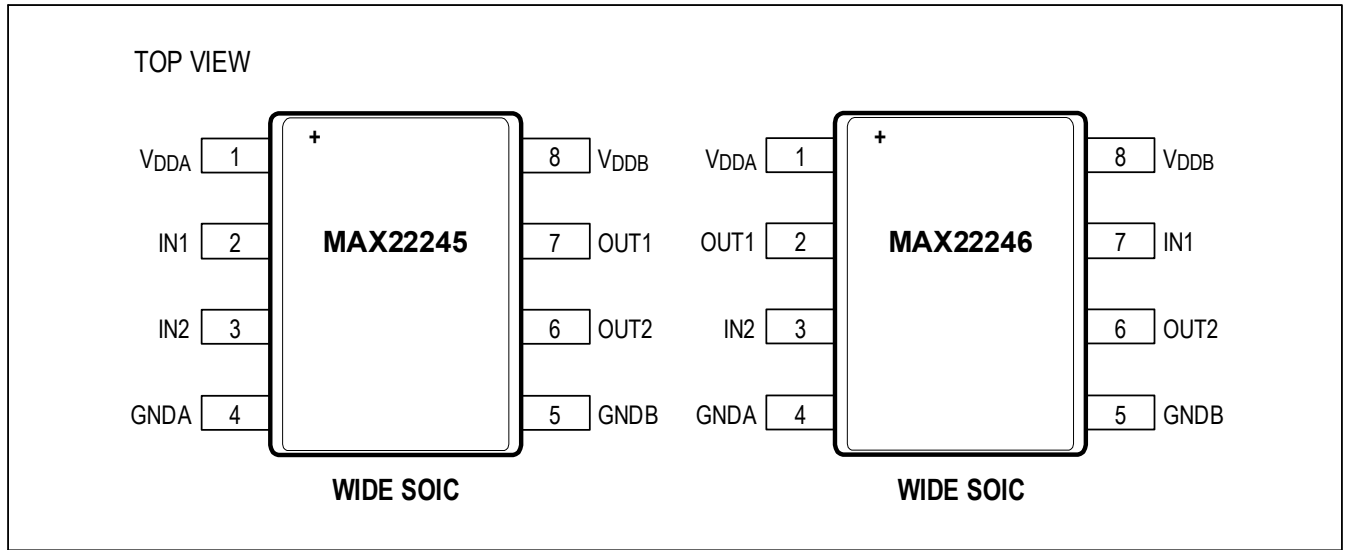 TOP VIEW
VDDA 1 + 8 VDDB VDDA 1 + 8 VDDB
IN1 2 MAX22245 7 OUT1 OUT1 2 MAX22246 7 IN1
IN2 3 6 OUT2 IN2 3 6 OUT2
GNDA 4 5 GNDB GNDA 4 5 GNDB
WIDE SOIC WIDE SOIC